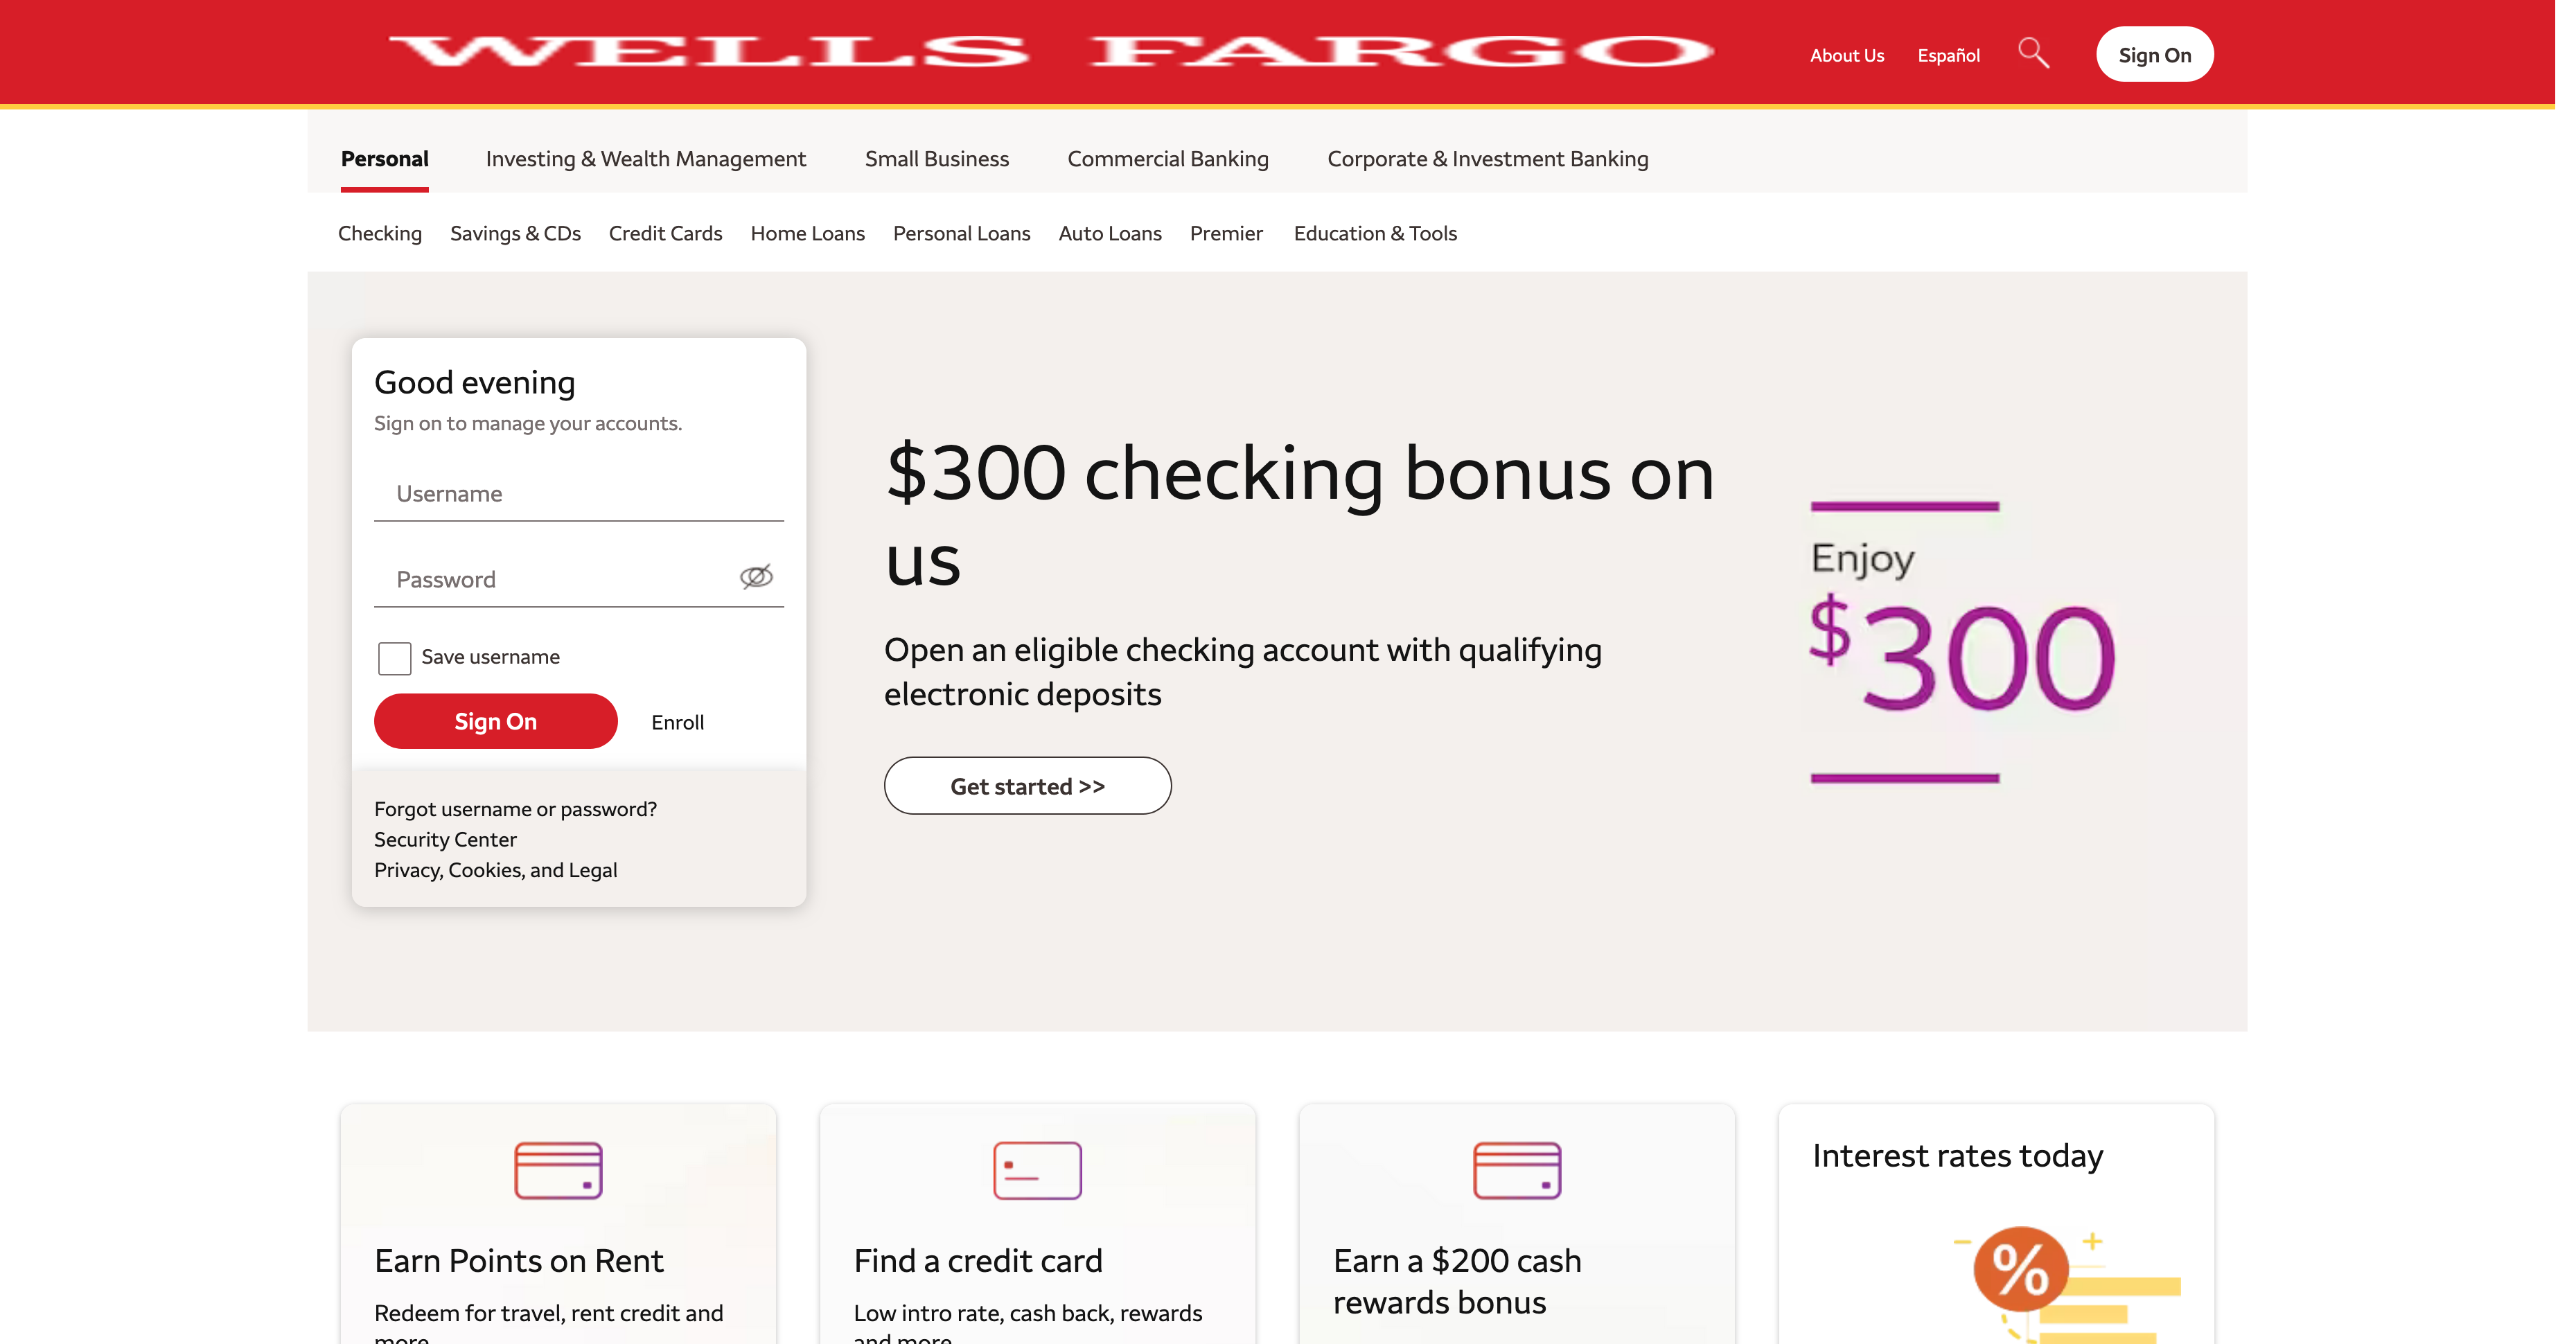 WELLS FARGO
About Us
Español
Sign On
Personal
Investing & Wealth Management
Small Business
Commercial Banking
Corporate & Investment Banking
Checking
Savings & CDs
Credit Cards
Home Loans
Personal Loans
Auto Loans
Premier
Education & Tools
Good evening
Sign on to manage your accounts.
Username
Password
Save username
Sign On
Enroll
Forgot username or password?
Security Center
Privacy, Cookies, and Legal
$300 checking bonus on
us
Open an eligible checking account with qualifying
electronic deposits
Get started >>
Enjoy
$300
Earn Points on Rent
Redeem for travel, rent credit and
more
Find a credit card
Low intro rate, cash back, rewards
and more
Earn a $200 cash
rewards bonus
Interest rates today
%